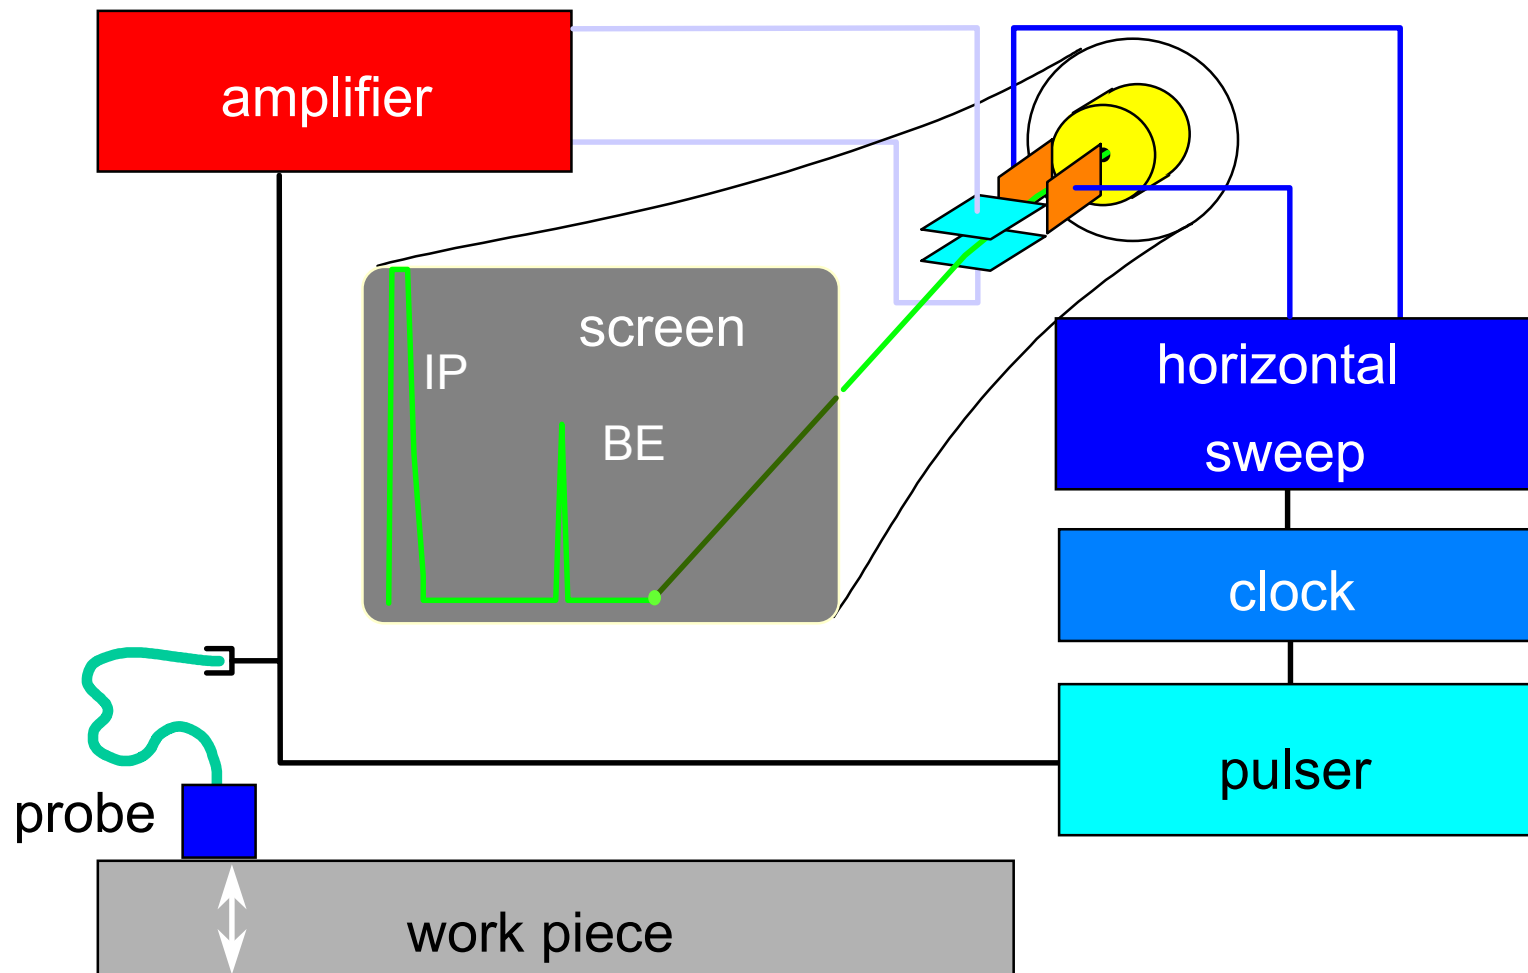 amplifier
screen
IP
BE
horizontal
sweep
clock
pulser
probe
work piece